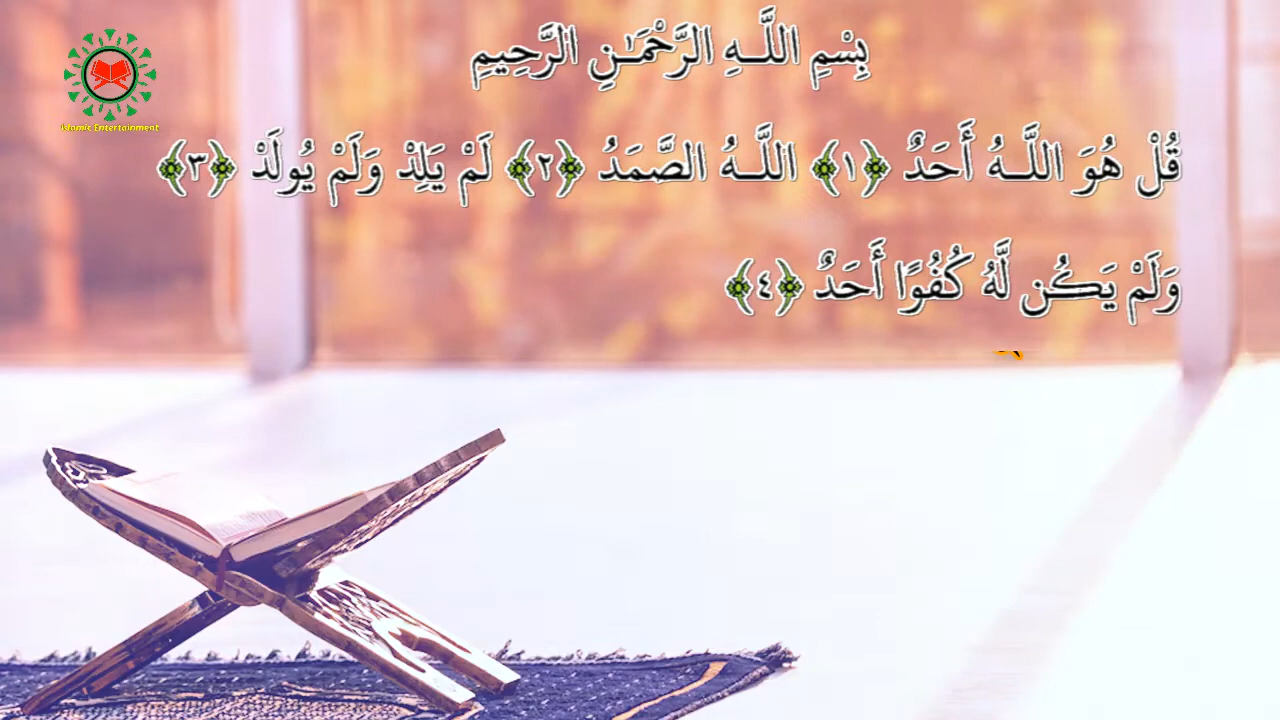 Islamic Entertainment
بِسْمِ اللَّـهِ الرَّحْمَـٰنِ الرَّحِيمِ
قُلْ هُوَ اللَّـهُ أَحَدٌ ﴿١﴾ اللَّـهُ الصَّمَدُ ﴿٢﴾ لَمْ يَلِدْ وَلَمْ يُولَدْ ﴿٣﴾
وَلَمْ يَكُن لَّهُ كُفُوًا أَحَدٌ ﴿٤﴾